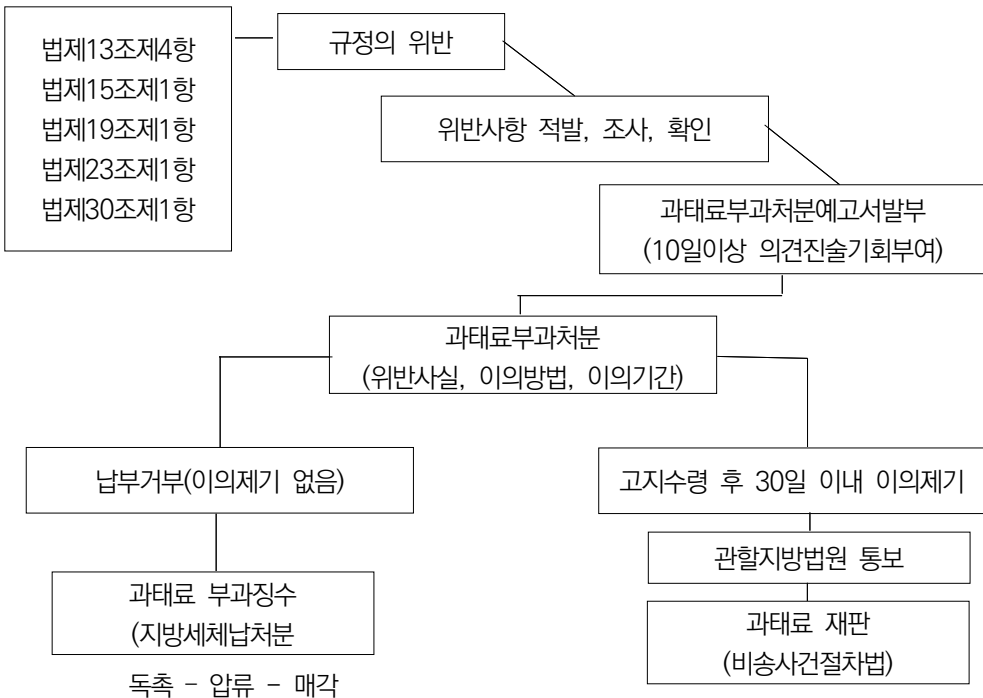 법제13조제4항
법제15조제1항
법제19조제1항
법제23조제1항
법제30조제1항
규정의 위반
위반사항 적발, 조사, 확인
과태료부과처분예고서발부
(10일이상 의견진술기회부여)
과태료부과처분
(위반사실, 이의방법, 이의기간)
납부거부(이의제기 없음)
과태료 부과징수
(지방세체납처분
독촉 - 압류 - 매각
고지수령 후 30일 이내 이의제기
관할지방법원 통보
과태료 재판
(비송사건절차법)